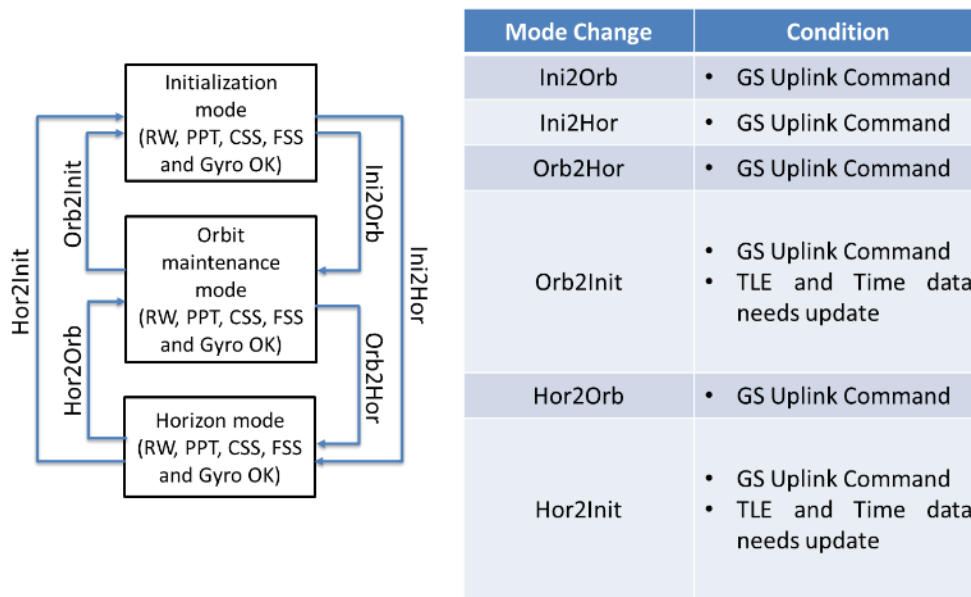 Initialization
mode
(RW, PPT, CSS, FSS
and Gyro OK)
Orbit
maintenance
mode
(RW, PPT, CSS, FSS
and Gyro OK)
Horizon mode
(RW, PPT, CSS, FSS
and Gyro OK)
Hor2Init
Orb2Init
Hor2Orb
Ini2Orb
Orb2Hor
Ini2Hor
Mode Change Condition
Ini2Orb • GS Uplink Command
Ini2Hor • GS Uplink Command
Orb2Hor • GS Uplink Command
Orb2Init
• GS Uplink Command
• TLE and Time data
needs update
Hor2Orb • GS Uplink Command
Hor2Init
• GS Uplink Command
• TLE and Time data
needs update